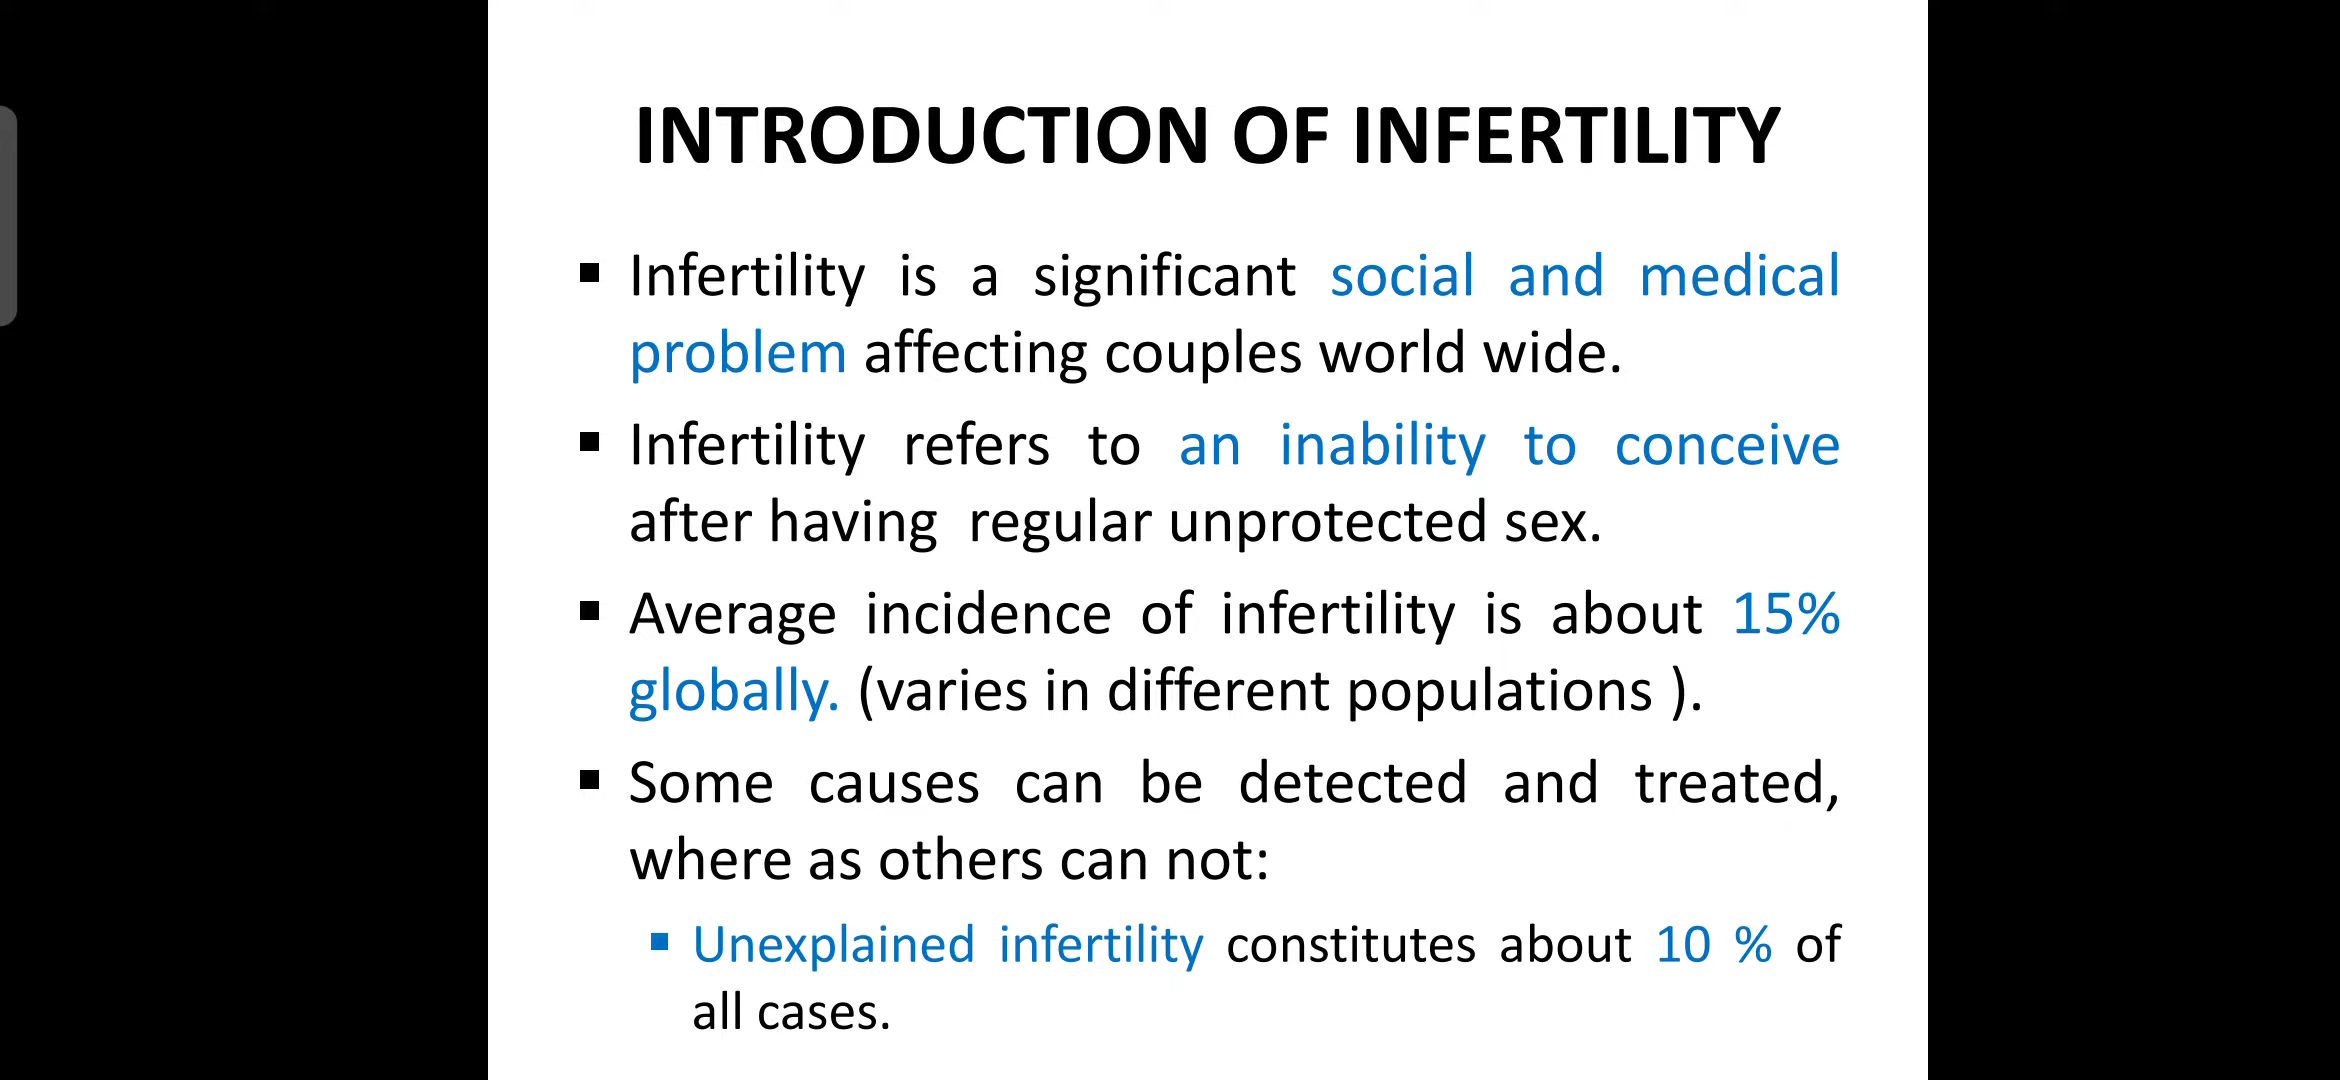 INTRODUCTION OF INFERTILITY
▪ Infertility is a significant social and medical
problem affecting couples world wide.
▪ Infertility refers to an inability to conceive
after having  regular unprotected sex.
▪ Average incidence of infertility is about 15%
globally. (varies in different populations ).
▪ Some causes can be detected and treated,
where as others can not:
▪ Unexplained infertility constitutes about 10 % of
all cases.